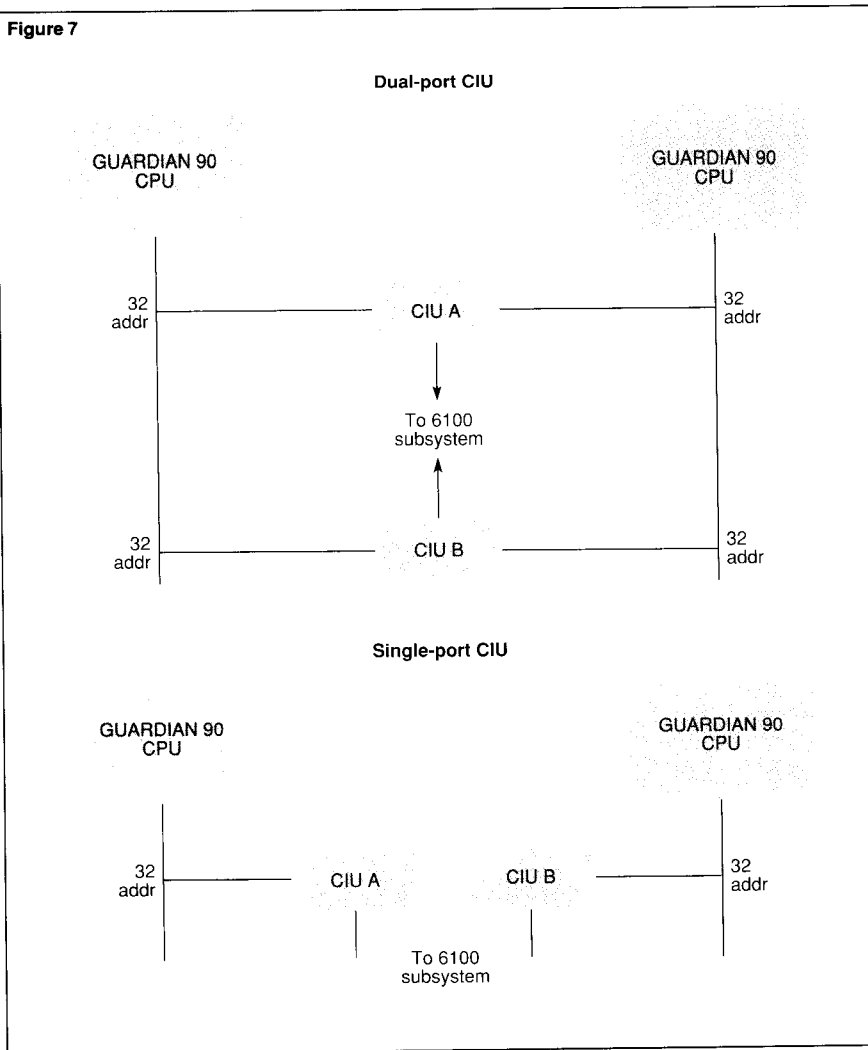 Figure 7
Dual-port CIU
GUARDIAN 90
CPU
GUARDIAN 90
CPU
32
addr
CIU A
32
addr
To 6100
subsystem
32
addr
CIU B
32
addr
Single-port CIU
GUARDIAN 90
CPU
GUARDIAN 90
CPU
32
addr
CIU A
CIU B
32
addr
To 6100
subsystem